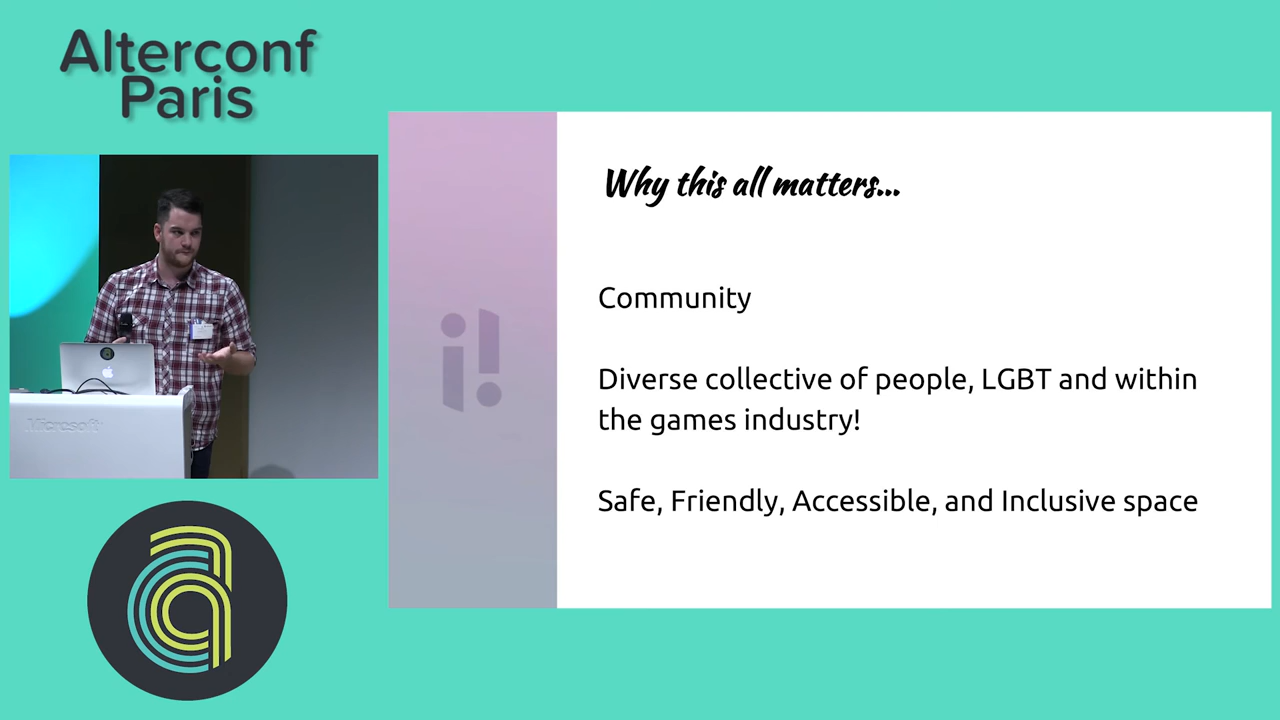 Alterconf
Paris
Microsoft
Why this all matters...
Community
Diverse collective of people, LGBT and within
the games industry!
Safe, Friendly, Accessible, and Inclusive space